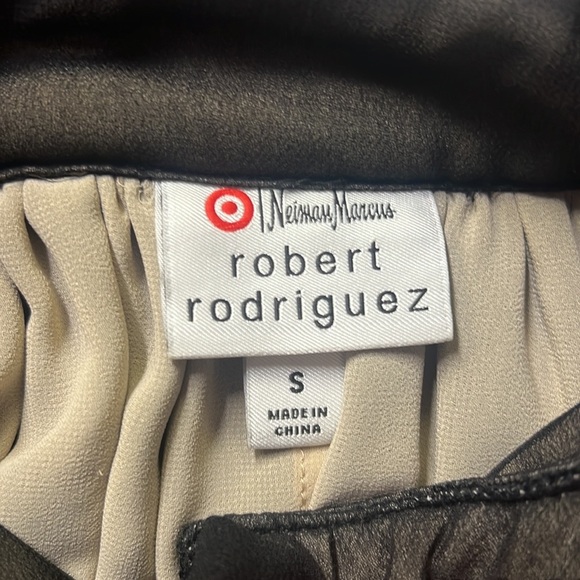 Neiman Marcus
robert
rodriguez
S
MADE IN
CHINA